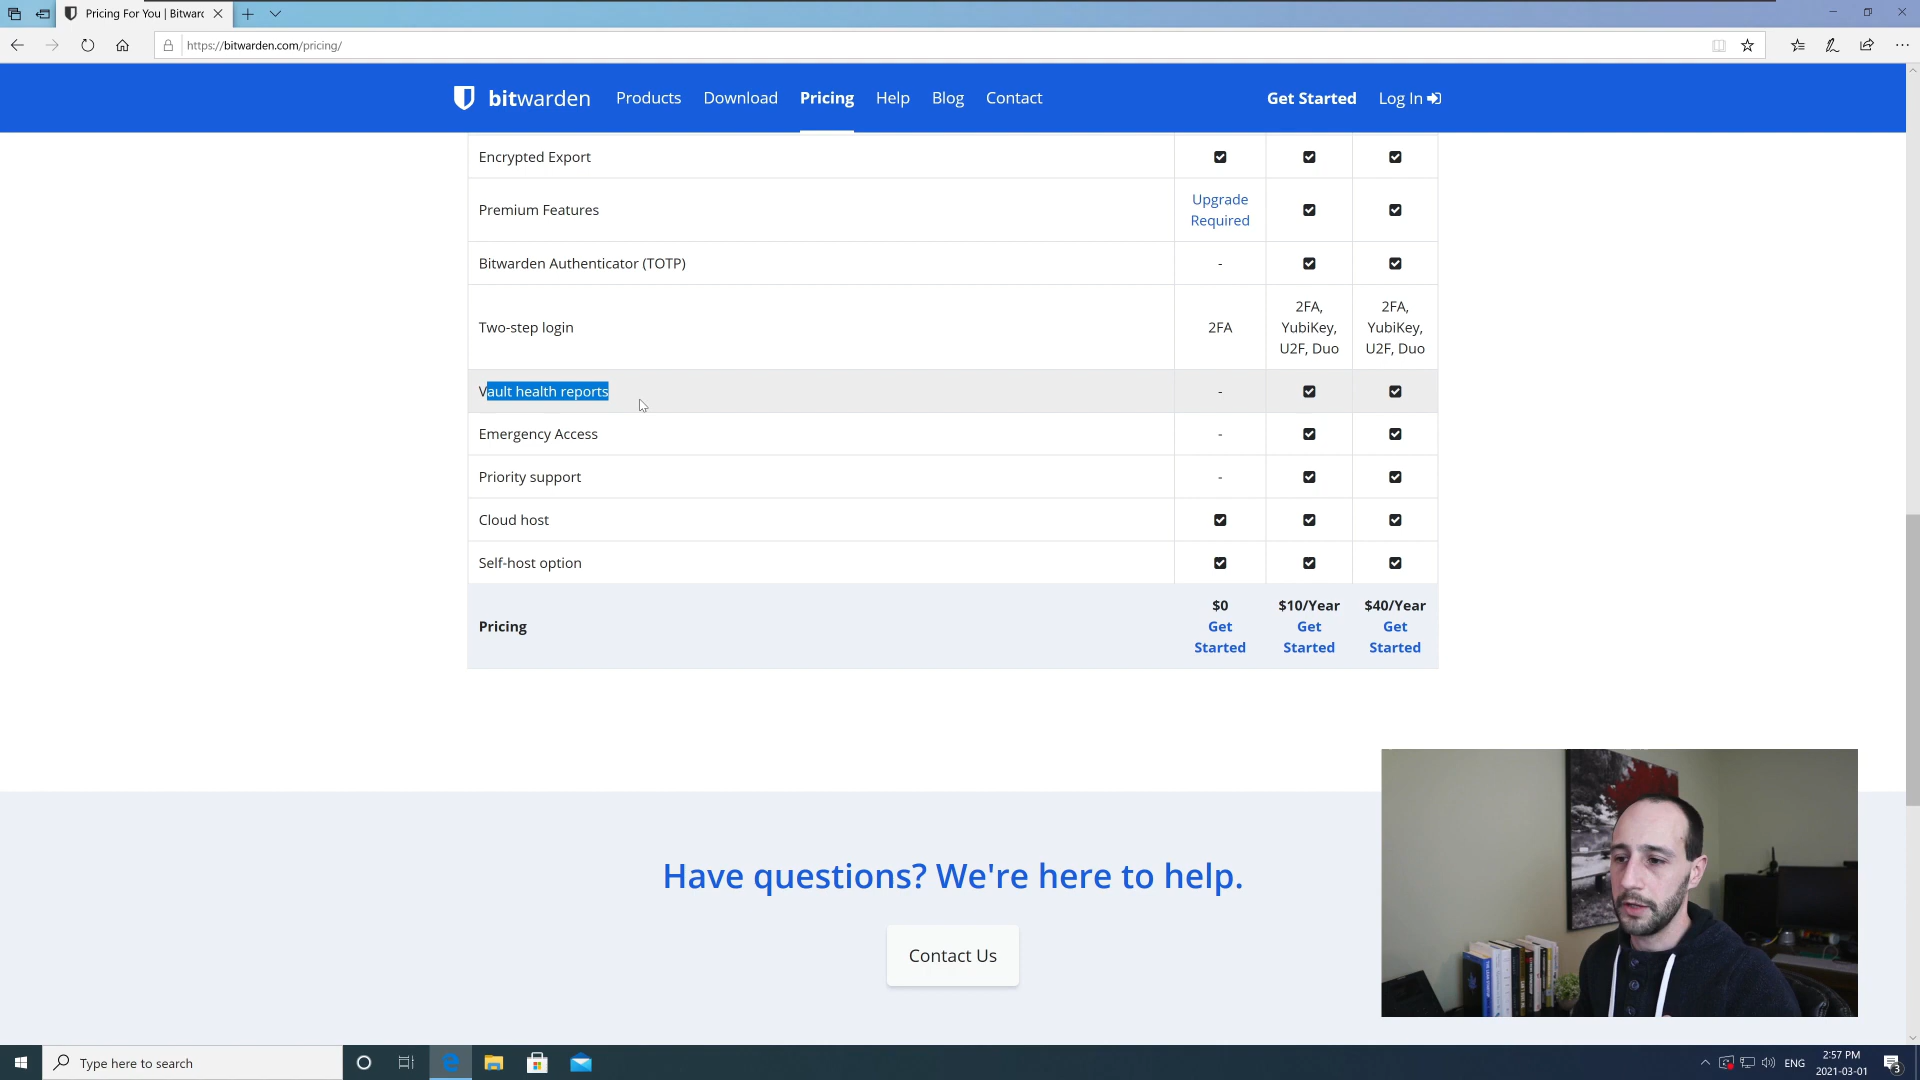 Pricing For You | Bitwarc
https://bitwarden.com/pricing/
bitwarden
Products
Download
Pricing
Help
Blog
Contact
Get Started
Log In
Encrypted Export
Premium Features
Upgrade
Required
Bitwarden Authenticator (TOTP)
-
Two-step login
2FA
2FA,
YubiKey,
U2F, Duo
2FA,
YubiKey,
U2F, Duo
Vault health reports
-
Emergency Access
-
Priority support
-
Cloud host
Self-host option
Pricing
$0
Get
Started
$10/Year
Get
Started
$40/Year
Get
Started
Have questions? We're here to help.
Contact Us
Type here to search
ENG
2:57 PM
2021-03-01
3